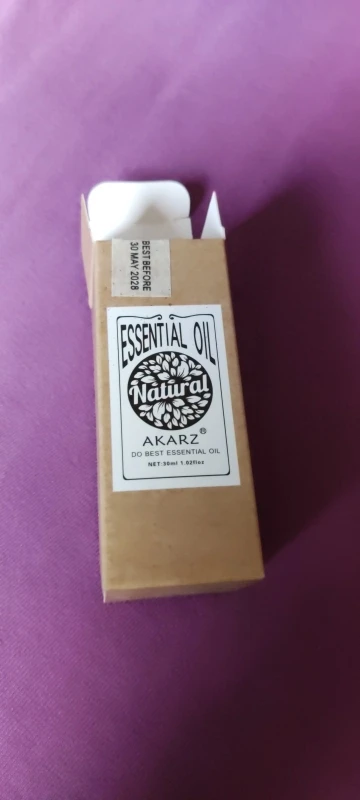 BEST BEFORE
30 MAY 2028
ESSENTIAL OIL
Natural
AKARZ®
DO BEST ESSENTIAL OIL
NET:30ml 1.02floz